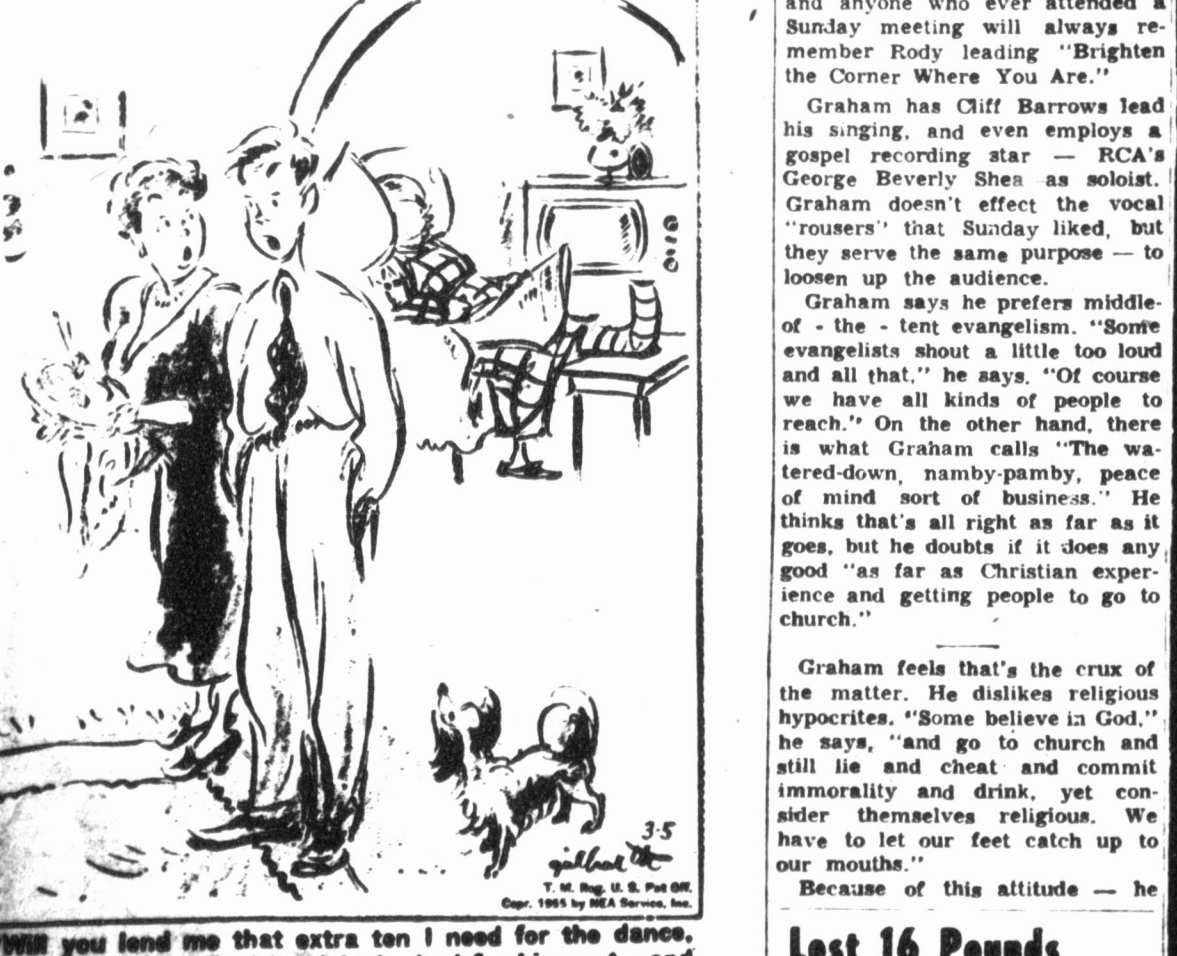 3-5
T. M. Reg. U. S. Pat Off.
Copr. 1955 by NEA Service, Inc.
"Will you lend me that extra ten I need for the dance,
and anyone who ever attended a
Sunday meeting will always re-
member Rody leading "Brighten
the Corner Where You Are."
Graham has Cliff Barrows lead
his singing, and even employs a
gospel recording star — RCA's
George Beverly Shea as soloist.
Graham doesn't effect the vocal
"rousers" that Sunday liked, but
they serve the same purpose — to
loosen up the audience.
Graham says he prefers middle-
of - the - tent evangelism. "Some
evangelists shout a little too loud
and all that," he says. "Of course
we have all kinds of people to
reach." On the other hand, there
is what Graham calls "The wa-
tered-down, namby-pamby, peace
of mind sort of business." He
thinks that's all right as far as it
goes, but he doubts if it does any
good "as far as Christian exper-
ience and getting people to go to
church."
Graham feels that's the crux of
the matter. He dislikes religious
hypocrites. "Some believe in God,"
he says, "and go to church and
still lie and cheat and commit
immorality and drink, yet con-
sider themselves religious. We
have to let our feet catch up to
our mouths."
Because of this attitude — he
Lost 16 Pounds